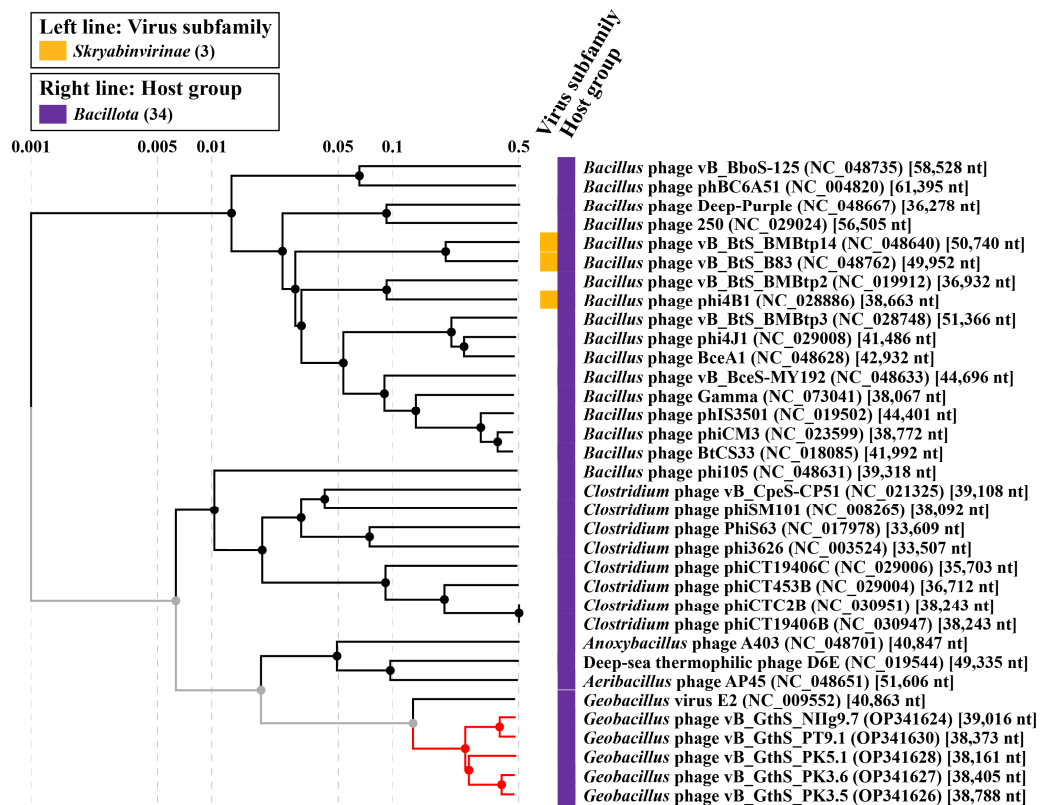 Left line: Virus subfamily
Skryabinvirinae (3)
Right line: Host group
Bacillota (34)
Virus subfamily
Host group
0.001 0.005 0.01 0.05 0.1 0.5
Bacillus phage vB_BboS-125 (NC_048735) [58,528 nt]
Bacillus phage phBC6A51 (NC_004820) [61,395 nt]
Bacillus phage Deep-Purple (NC_048667) [36,278 nt]
Bacillus phage 250 (NC_029024) [56,505 nt]
Bacillus phage vB_BtS_BMBtp14 (NC_048640) [50,740 nt]
Bacillus phage vB_BtS_B83 (NC_048762) [49,952 nt]
Bacillus phage vB_BtS_BMBtp2 (NC_019912) [36,932 nt]
Bacillus phage phi4B1 (NC_028886) [38,663 nt]
Bacillus phage vB_BtS_BMBtp3 (NC_028748) [51,366 nt]
Bacillus phage phi4J1 (NC_029008) [41,486 nt]
Bacillus phage BceA1 (NC_048628) [42,932 nt]
Bacillus phage vB_BceS-MY192 (NC_048633) [44,696 nt]
Bacillus phage Gamma (NC_073041) [38,067 nt]
Bacillus phage phIS3501 (NC_019502) [44,401 nt]
Bacillus phage phiCM3 (NC_023599) [38,772 nt]
Bacillus phage BtCS33 (NC_018085) [41,992 nt]
Bacillus phage phi105 (NC_048631) [39,318 nt]
Clostridium phage vB_CpeS-CP51 (NC_021325) [39,108 nt]
Clostridium phage phiSM101 (NC_008265) [38,092 nt]
Clostridium phage PhiS63 (NC_017978) [33,609 nt]
Clostridium phage phi3626 (NC_003524) [33,507 nt]
Clostridium phage phiCT19406C (NC_029006) [35,703 nt]
Clostridium phage phiCT453B (NC_029004) [36,712 nt]
Clostridium phage phiCTC2B (NC_030951) [38,243 nt]
Clostridium phage phiCT19406B (NC_030947) [38,243 nt]
Anoxybacillus phage A403 (NC_048701) [40,847 nt]
Deep-sea thermophilic phage D6E (NC_019544) [49,335 nt]
Aeribacillus phage AP45 (NC_048651) [51,606 nt]
Geobacillus virus E2 (NC_009552) [40,863 nt]
Geobacillus phage vB_GthS_NIIg9.7 (OP341624) [39,016 nt]
Geobacillus phage vB_GthS_PT9.1 (OP341630) [38,373 nt]
Geobacillus phage vB_GthS_PK5.1 (OP341628) [38,161 nt]
Geobacillus phage vB_GthS_PK3.6 (OP341627) [38,405 nt]
Geobacillus phage vB_GthS_PK3.5 (OP341626) [38,788 nt]